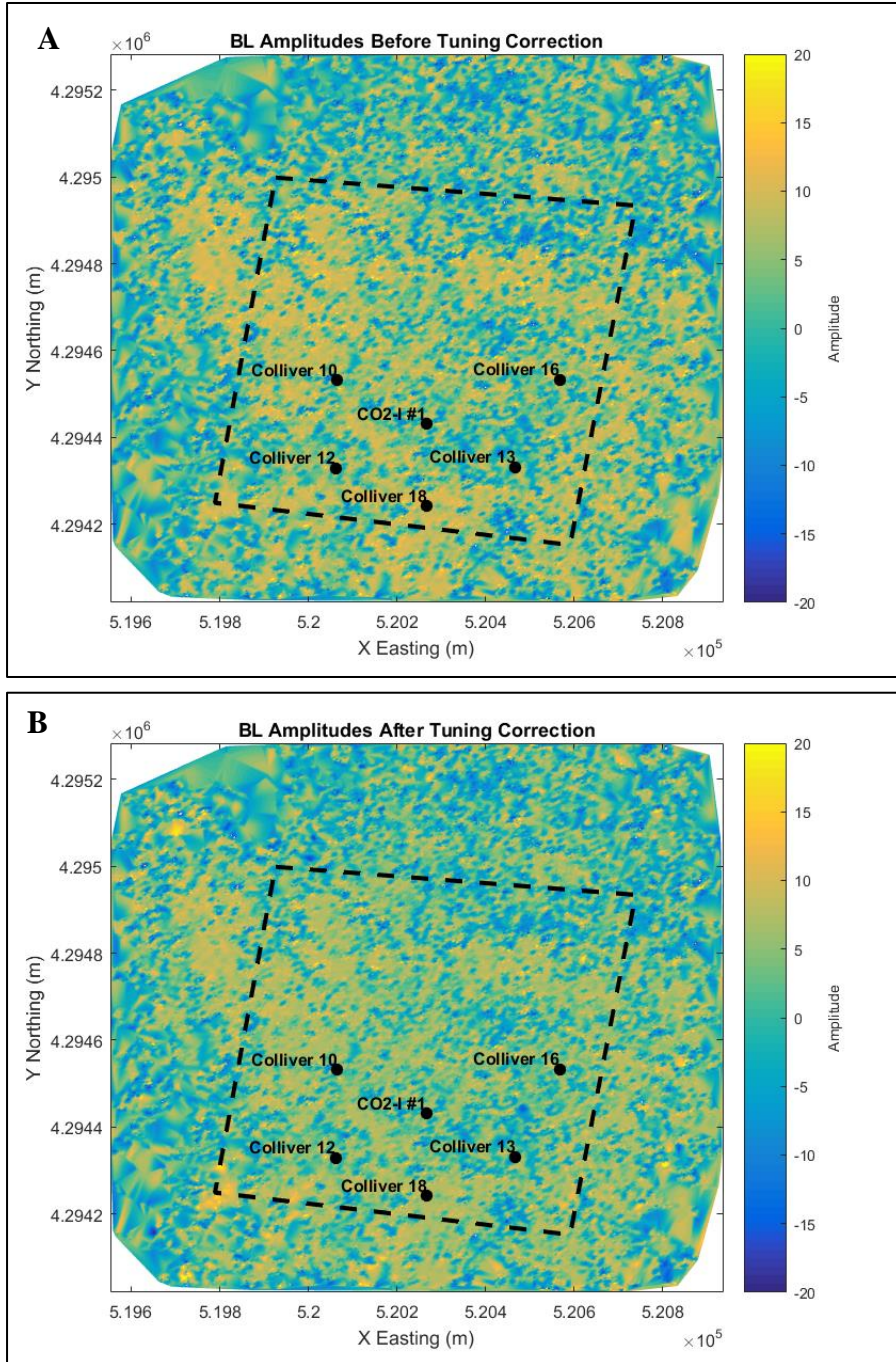 A
BL Amplitudes Before Tuning Correction
×10^6
4.2952
4.295
4.2948
4.2946
4.2944
4.2942
Y Northing (m)
Colliver 10
Colliver 16
CO2-I #1
Colliver 12
Colliver 13
Colliver 18
5.196 5.198 5.2 5.202 5.204 5.206 5.208
X Easting (m)
×10^5
20
15
10
5
0
-5
-10
-15
-20
Amplitude
B
BL Amplitudes After Tuning Correction
×10^6
4.2952
4.295
4.2948
4.2946
4.2944
4.2942
Y Northing (m)
Colliver 10
Colliver 16
CO2-I #1
Colliver 12
Colliver 13
Colliver 18
5.196 5.198 5.2 5.202 5.204 5.206 5.208
X Easting (m)
×10^5
20
15
10
5
0
-5
-10
-15
-20
Amplitude